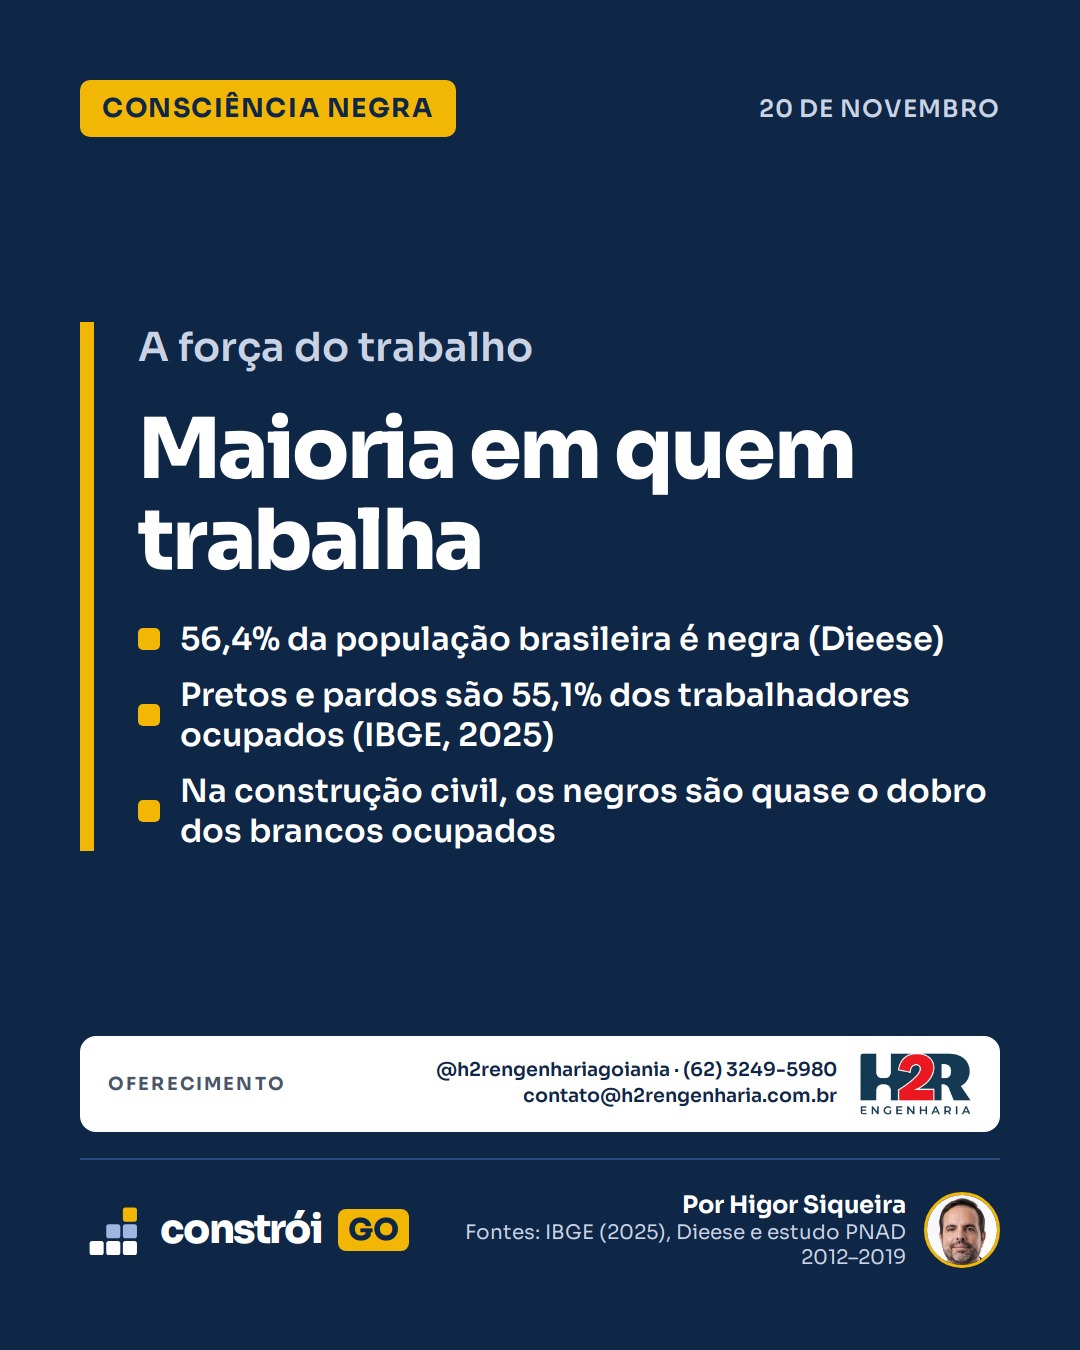 CONSCIÊNCIA NEGRA
20 DE NOVEMBRO
A força do trabalho
Maioria em quem
trabalha
56,4% da população brasileira é negra (Dieese)
Pretos e pardos são 55,1% dos trabalhadores
ocupados (IBGE, 2025)
Na construção civil, os negros são quase o dobro
dos brancos ocupados
OFERECIMENTO
@h2rengenhariagoiania · (62) 3249-5980
contato@h2rengenharia.com.br
H2R
ENGENHARIA
constrói GO
Por Higor Siqueira
Fontes: IBGE (2025), Dieese e estudo PNAD
2012–2019